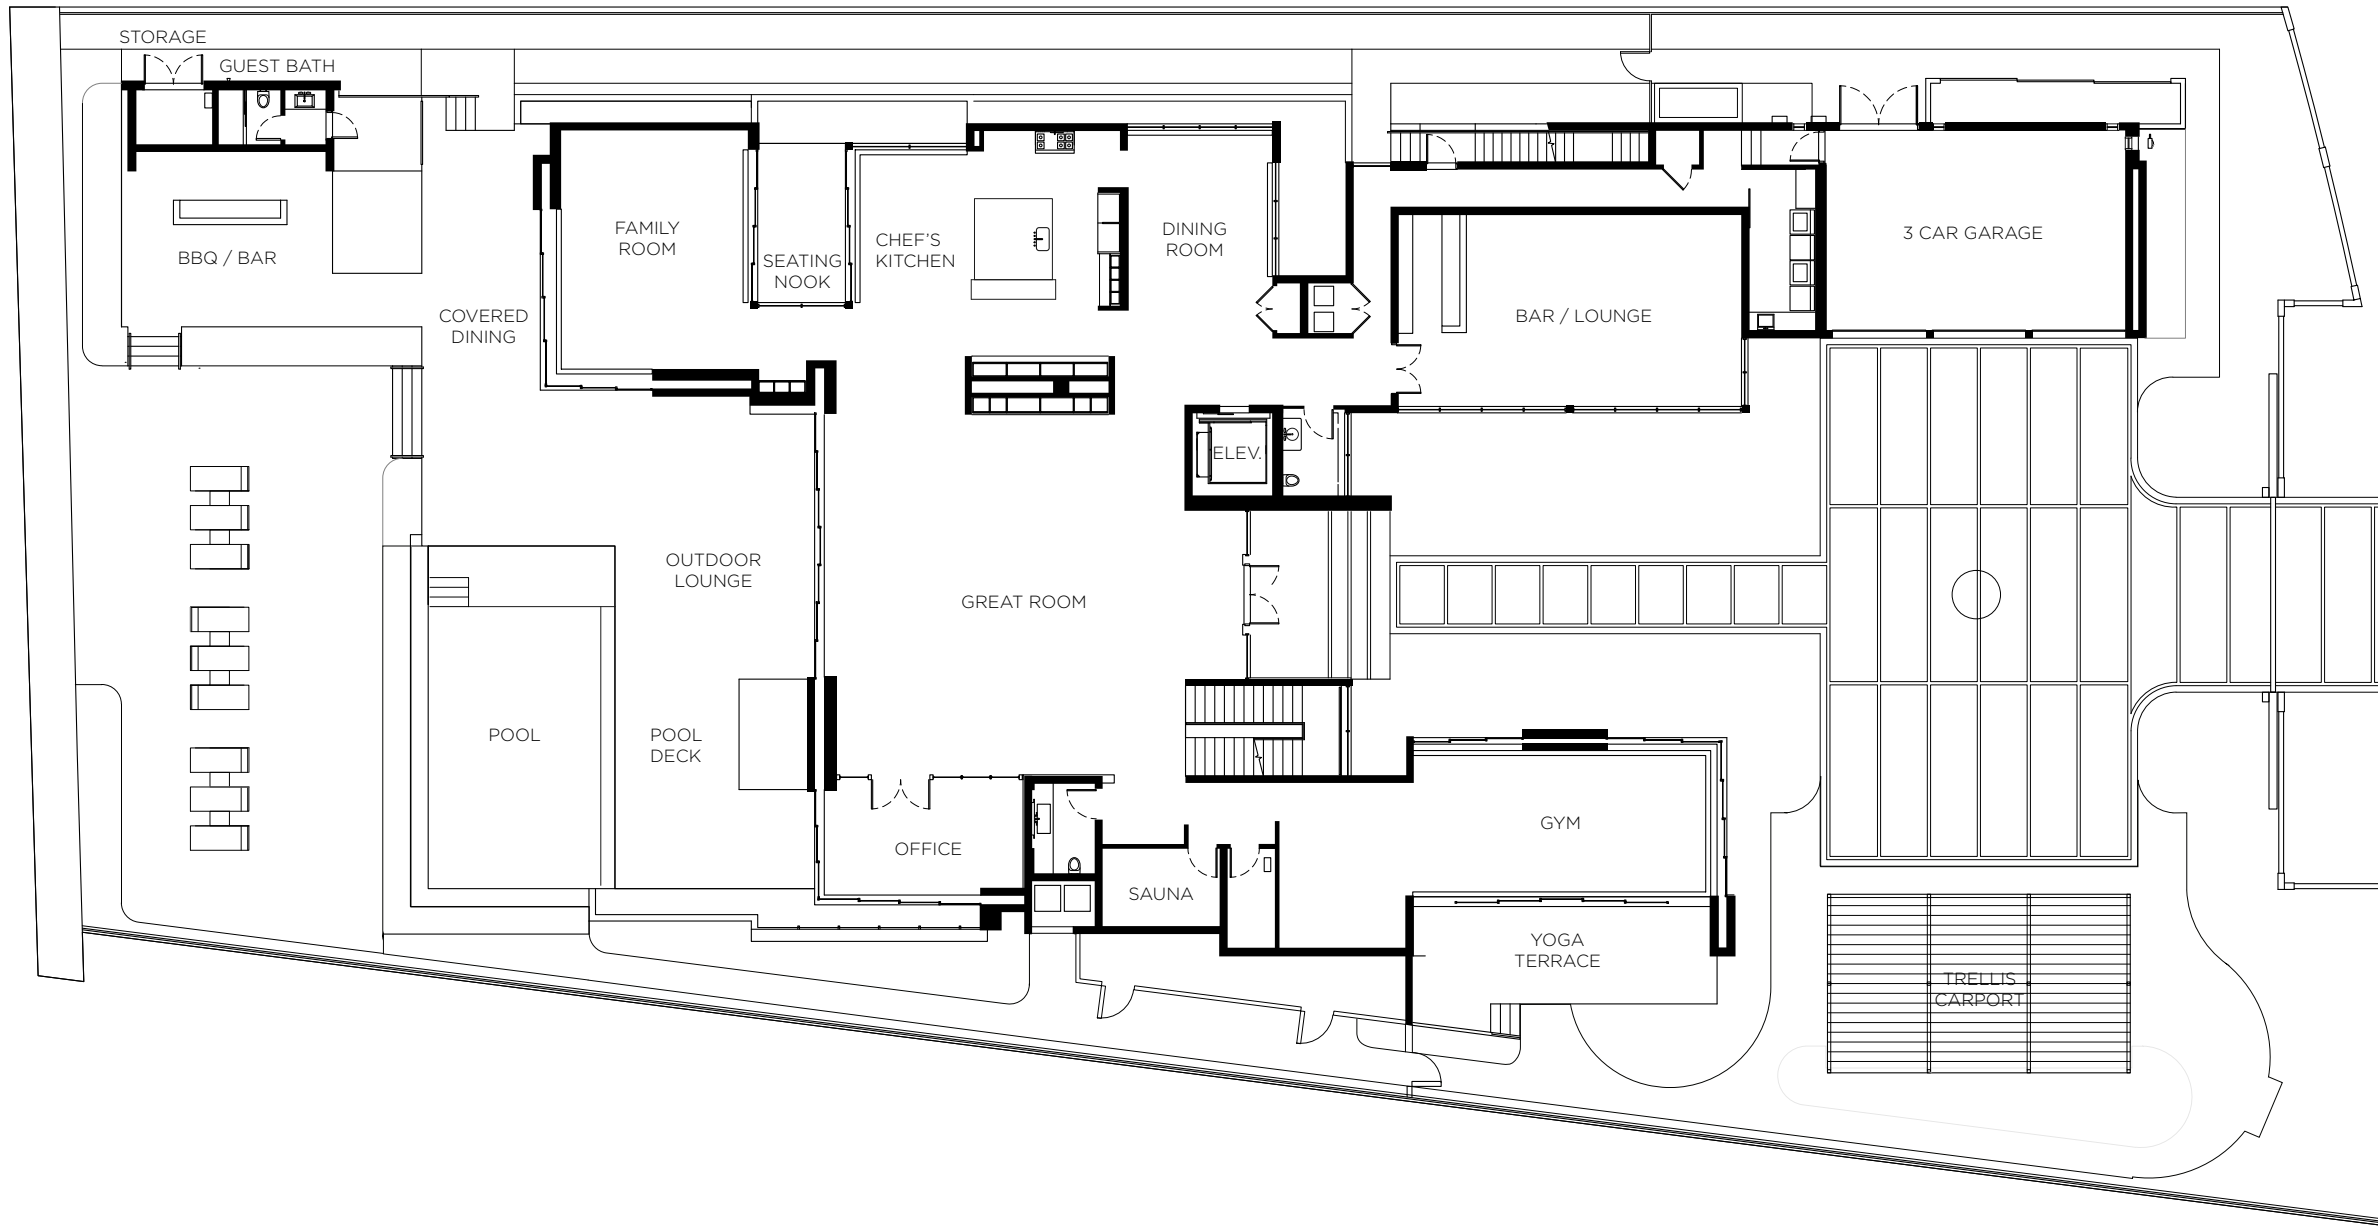 STORAGE
GUEST BATH
FAMILY
ROOM
CHEF'S
KITCHEN
DINING
ROOM
3 CAR GARAGE
BBQ / BAR
SEATING
NOOK
COVERED
DINING
BAR / LOUNGE
ELEV.
OUTDOOR
LOUNGE
GREAT ROOM
POOL
POOL
DECK
OFFICE
GYM
SAUNA
YOGA
TERRACE
TRELLIS
CARPORT